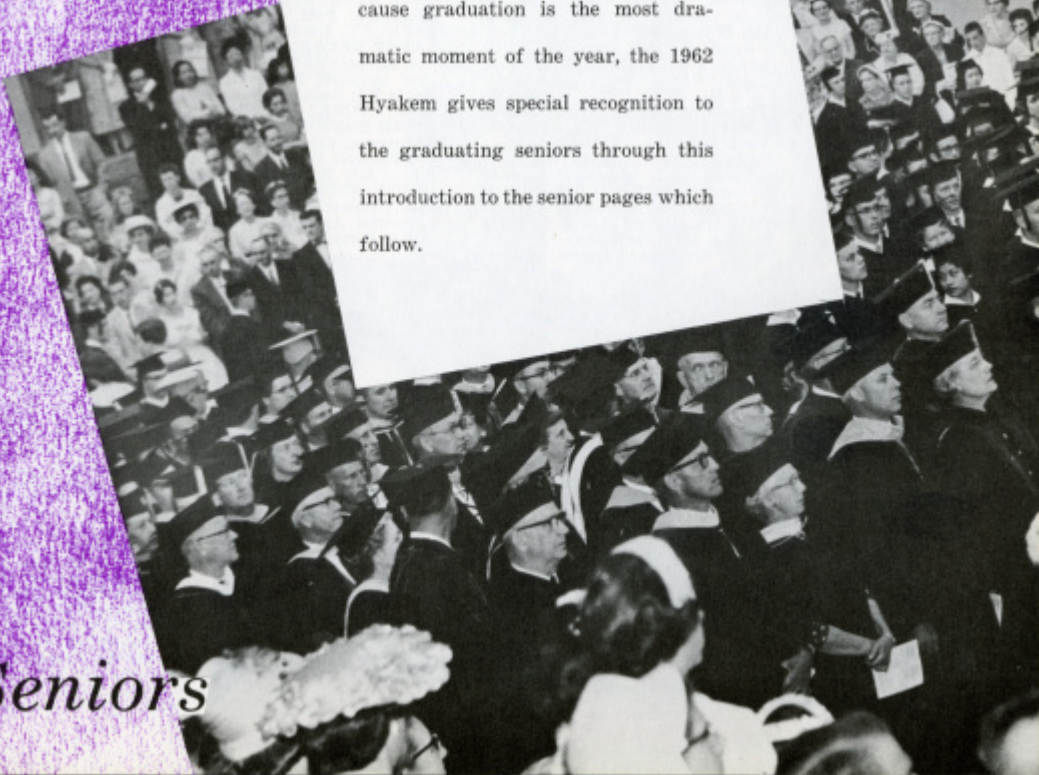 cause graduation is the most dra-
matic moment of the year, the 1962
Hyakem gives special recognition to
the graduating seniors through this
introduction to the senior pages which
follow.
Seniors